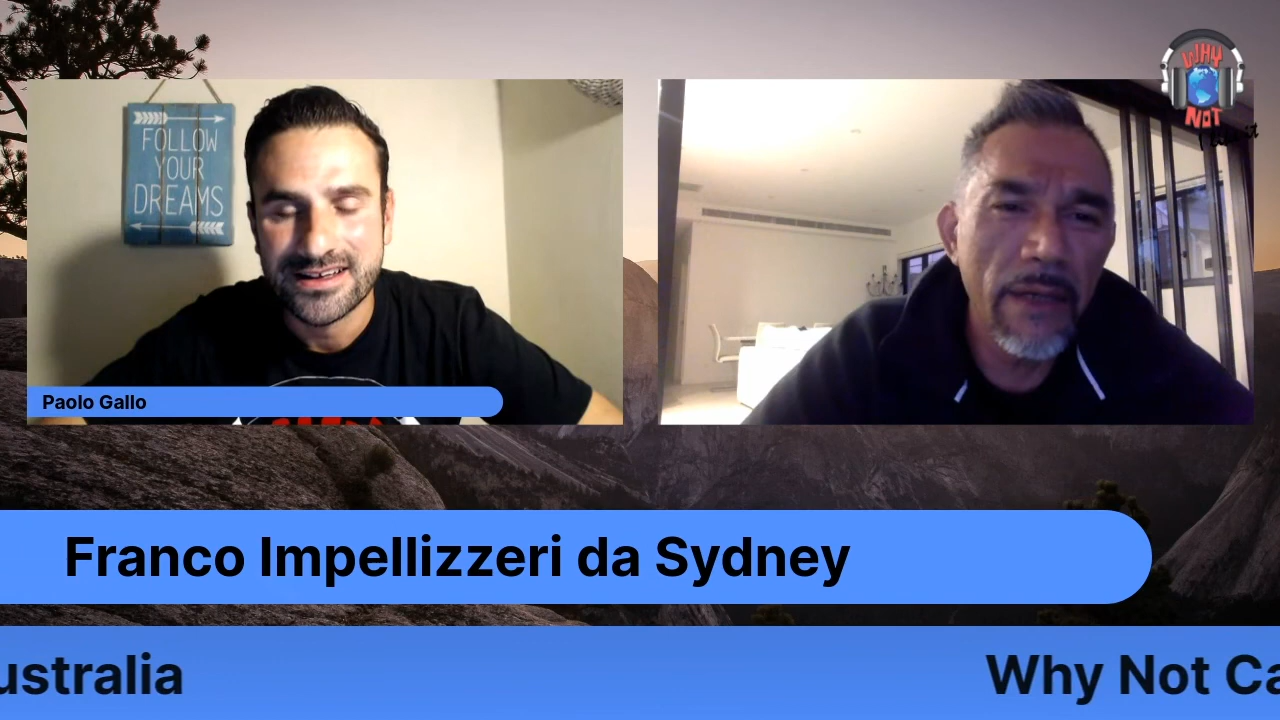 WHY
NOT
FOLLOW
YOUR
DREAMS
Paolo Gallo
Franco Impellizzeri da Sydney
ustralia
Why Not Ca